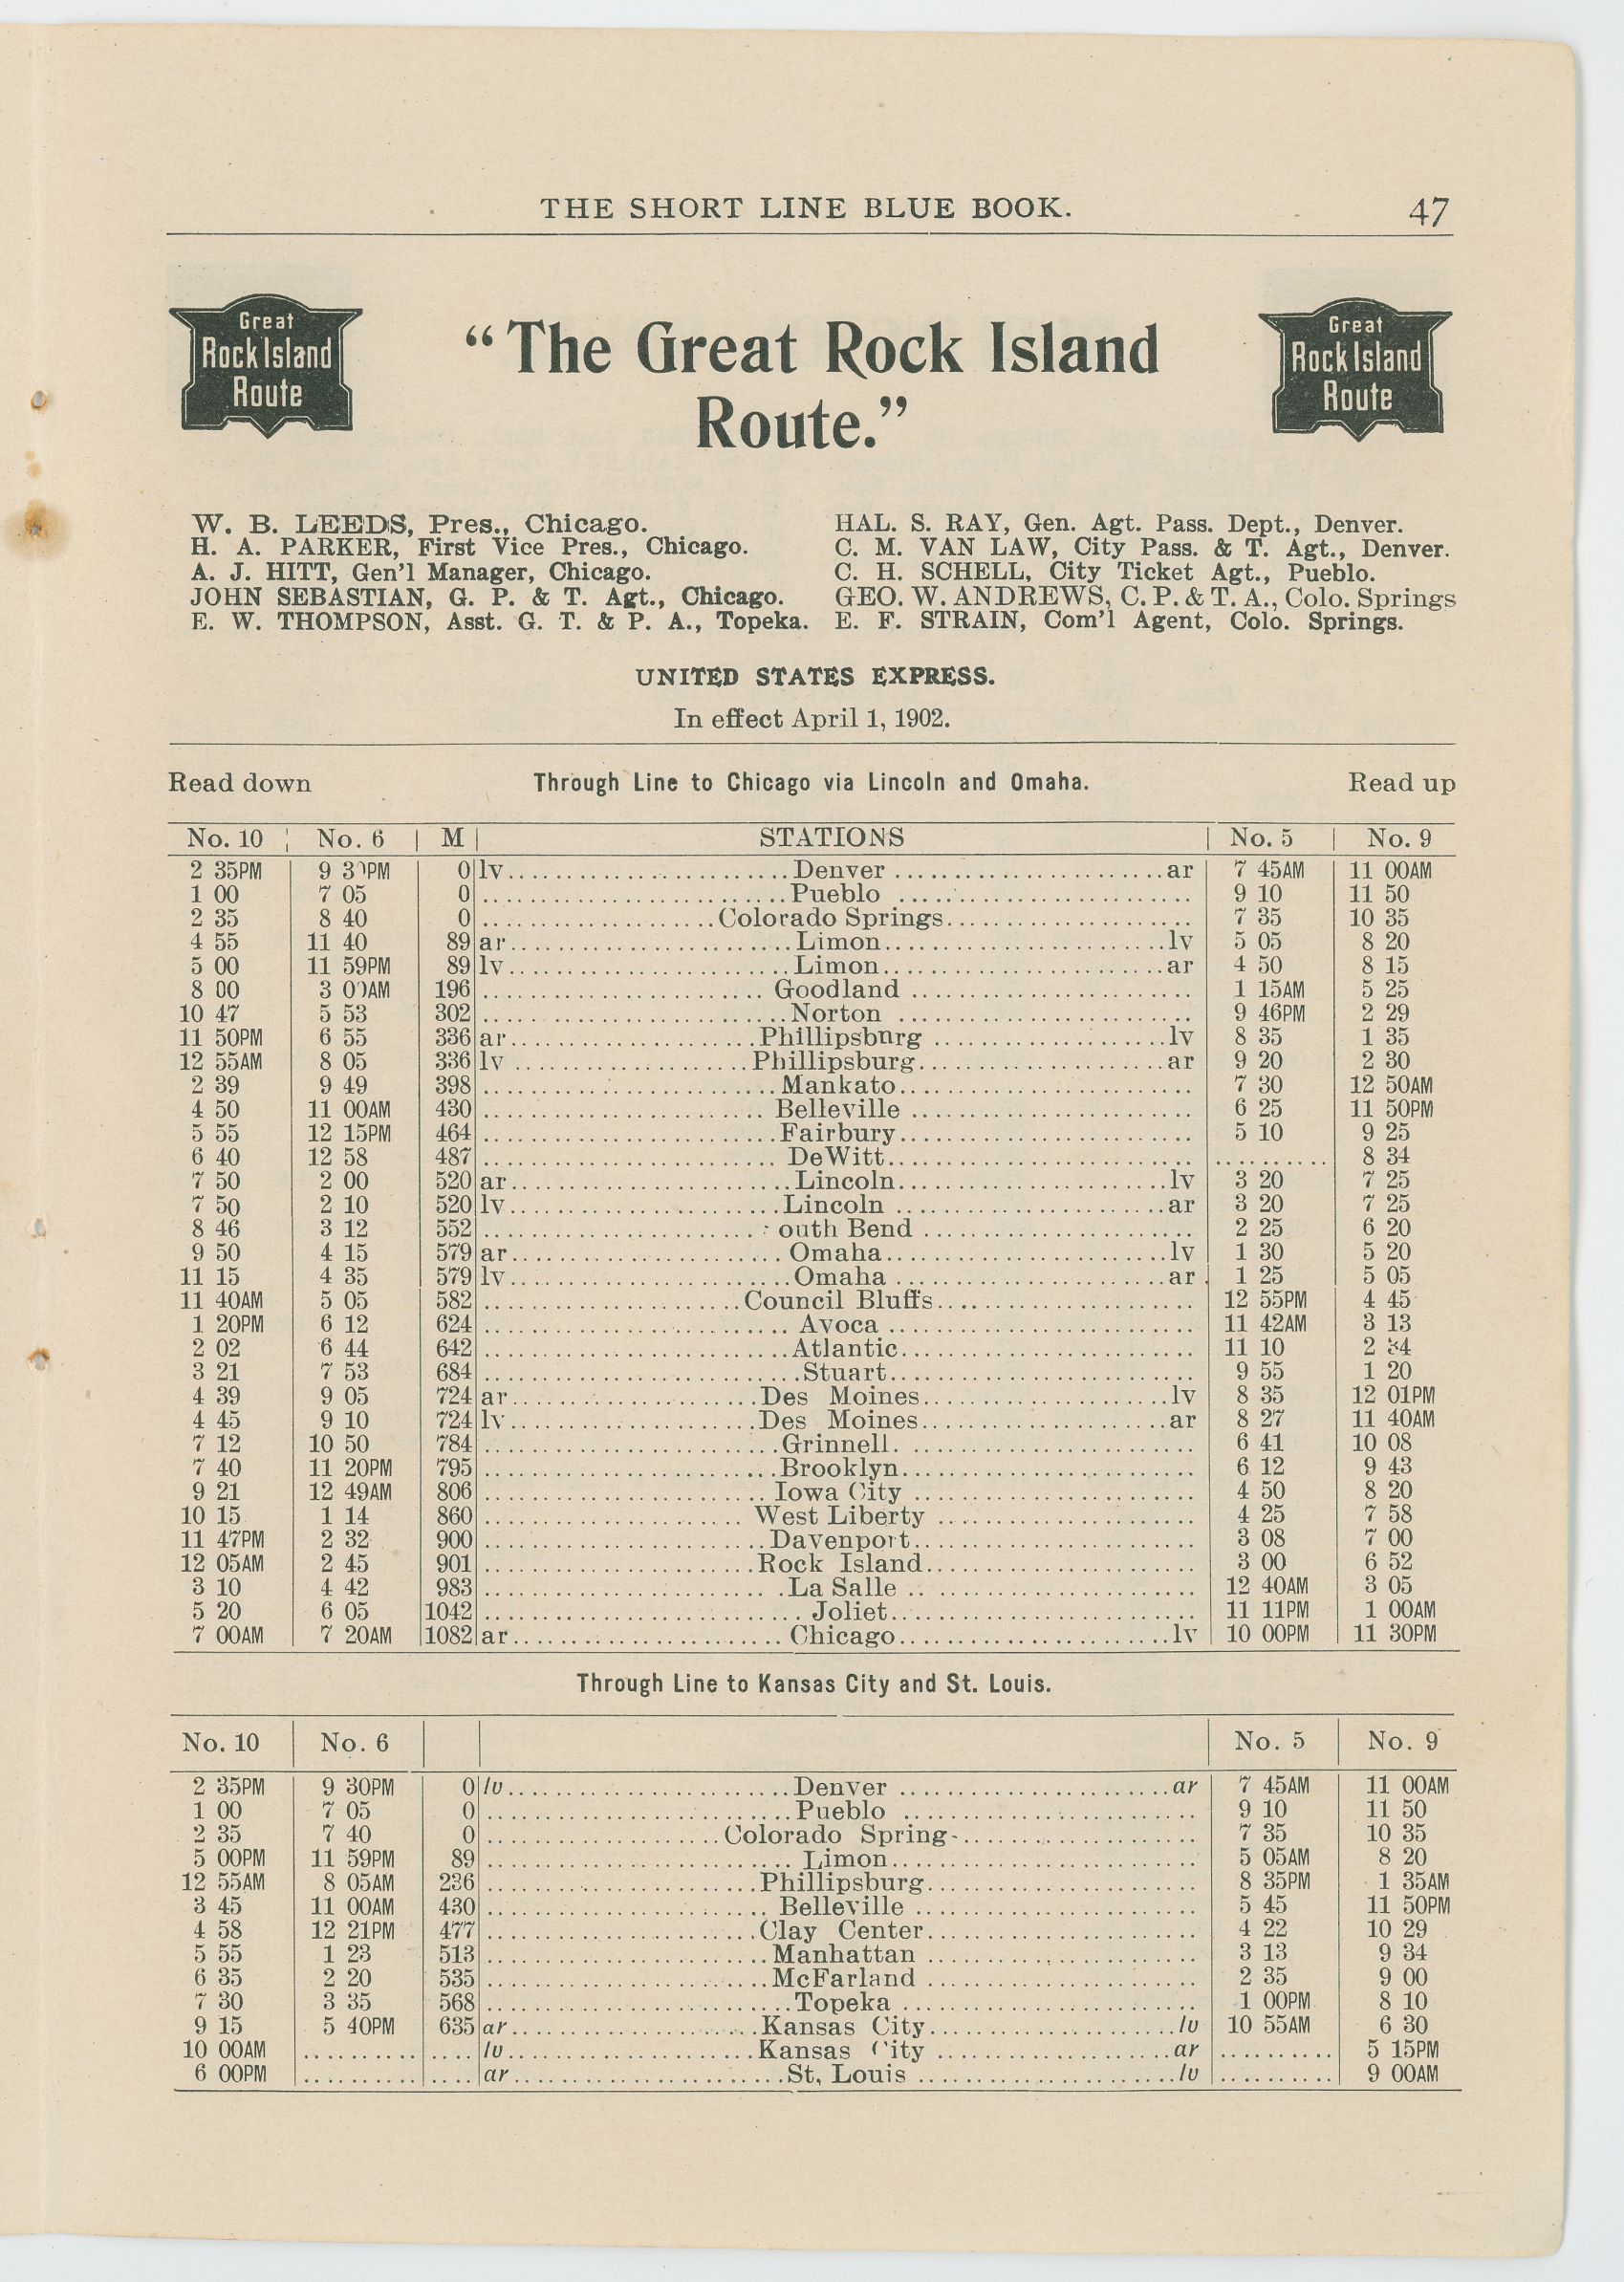 THE SHORT LINE BLUE BOOK. 47
Great
Rock Island
Route
"The Great Rock Island
Route."
Great
Rock Island
Route
W. B. LEEDS, Pres., Chicago. HAL. S. RAY, Gen. Agt. Pass. Dept., Denver.
H. A. PARKER, First Vice Pres., Chicago. C. M. VAN LAW, City Pass. & T. Agt., Denver.
A. J. HITT, Gen'l Manager, Chicago. C. H. SCHELL, City Ticket Agt., Pueblo.
JOHN SEBASTIAN, G. P. & T. Agt., Chicago. GEO. W. ANDREWS, C. P. & T. A., Colo. Springs
E. W. THOMPSON, Asst. G. T. & P. A., Topeka. E. F. STRAIN, Com'l Agent, Colo. Springs.
UNITED STATES EXPRESS.
In effect April 1, 1902.
Read down Through Line to Chicago via Lincoln and Omaha. Read up
No. 10 No. 6 M STATIONS No. 5 No. 9
2 35PM 9 30PM 0 lv Denver ar 7 45AM 11 00AM
1 00 7 05 0 Pueblo 9 10 11 50
2 35 8 40 0 Colorado Springs 7 35 10 35
4 55 11 40 89 ar Limon lv 5 05 8 20
5 00 11 59PM 89 lv Limon ar 4 50 8 15
8 00 3 00AM 196 Goodland 1 15AM 5 25
10 47 5 53 302 Norton 9 46PM 2 29
11 50PM 6 55 336 ar Phillipsbnrg lv 8 35 1 35
12 55AM 8 05 336 lv Phillipsburg ar 9 20 2 30
2 39 9 49 398 Mankato 7 30 12 50AM
4 50 11 00AM 430 Belleville 6 25 11 50PM
5 55 12 15PM 464 Fairbury 5 10 9 25
6 40 12 58 487 DeWitt 8 34
7 50 2 00 520 ar Lincoln lv 3 20 7 25
7 50 2 10 520 lv Lincoln ar 3 20 7 25
8 46 3 12 552 outh Bend 2 25 6 20
9 50 4 15 579 ar Omaha lv 1 30 5 20
11 15 4 35 579 lv Omaha ar 1 25 5 05
11 40AM 5 05 582 Council Bluffs 12 55PM 4 45
1 20PM 6 12 624 Avoca 11 42AM 3 13
2 02 6 44 642 Atlantic 11 10 2 34
3 21 7 53 684 Stuart 9 55 1 20
4 39 9 05 724 ar Des Moines lv 8 35 12 01PM
4 45 9 10 724 lv Des Moines ar 8 27 11 40AM
7 12 10 50 784 Grinnell 6 41 10 08
7 40 11 20PM 795 Brooklyn 6 12 9 43
9 21 12 49AM 806 Iowa City 4 50 8 20
10 15 1 14 860 West Liberty 4 25 7 58
11 47PM 2 32 900 Davenport 3 08 7 00
12 05AM 2 45 901 Rock Island 3 00 6 52
3 10 4 42 983 La Salle 12 40AM 3 05
5 20 6 05 1042 Joliet 11 11PM 1 00AM
7 00AM 7 20AM 1082 ar Chicago lv 10 00PM 11 30PM
Through Line to Kansas City and St. Louis.
No. 10 No. 6 No. 5 No. 9
2 35PM 9 30PM 0 lv Denver ar 7 45AM 11 00AM
1 00 7 05 0 Pueblo 9 10 11 50
2 35 7 40 0 Colorado Spring- 7 35 10 35
5 00PM 11 59PM 89 Limon 5 05AM 8 20
12 55AM 8 05AM 236 Phillipsburg 8 35PM 1 35AM
3 45 11 00AM 430 Belleville 5 45 11 50PM
4 58 12 21PM 477 Clay Center 4 22 10 29
5 55 1 23 513 Manhattan 3 13 9 34
6 35 2 20 535 McFarland 2 35 9 00
7 30 3 35 568 Topeka 1 00PM 8 10
9 15 5 40PM 635 ar Kansas City lv 10 55AM 6 30
10 00AM lv Kansas City ar 5 15PM
6 00PM ar St, Louis lv 9 00AM